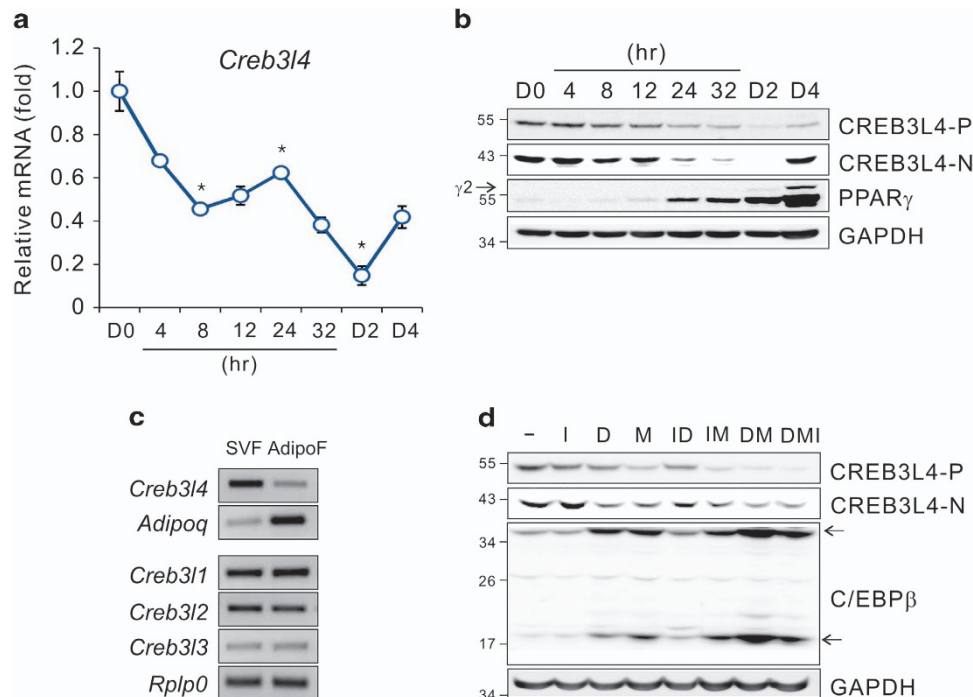 a
Creb3l4
Relative mRNA (fold)
1.2
1.0
0.8
0.6
0.4
0.2
0
*
*
*
D0 4 8 12 24 32 D2 D4
(hr)
b
(hr)
D0 4 8 12 24 32 D2 D4
55
CREB3L4-P
43
CREB3L4-N
γ2
55
PPARγ
34
GAPDH
c
SVF AdipoF
Creb3l4
Adipoq
Creb3l1
Creb3l2
Creb3l3
Rplp0
d
– I D M ID IM DM DMI
55
CREB3L4-P
43
CREB3L4-N
34
26
C/EBPβ
17
GAPDH
34